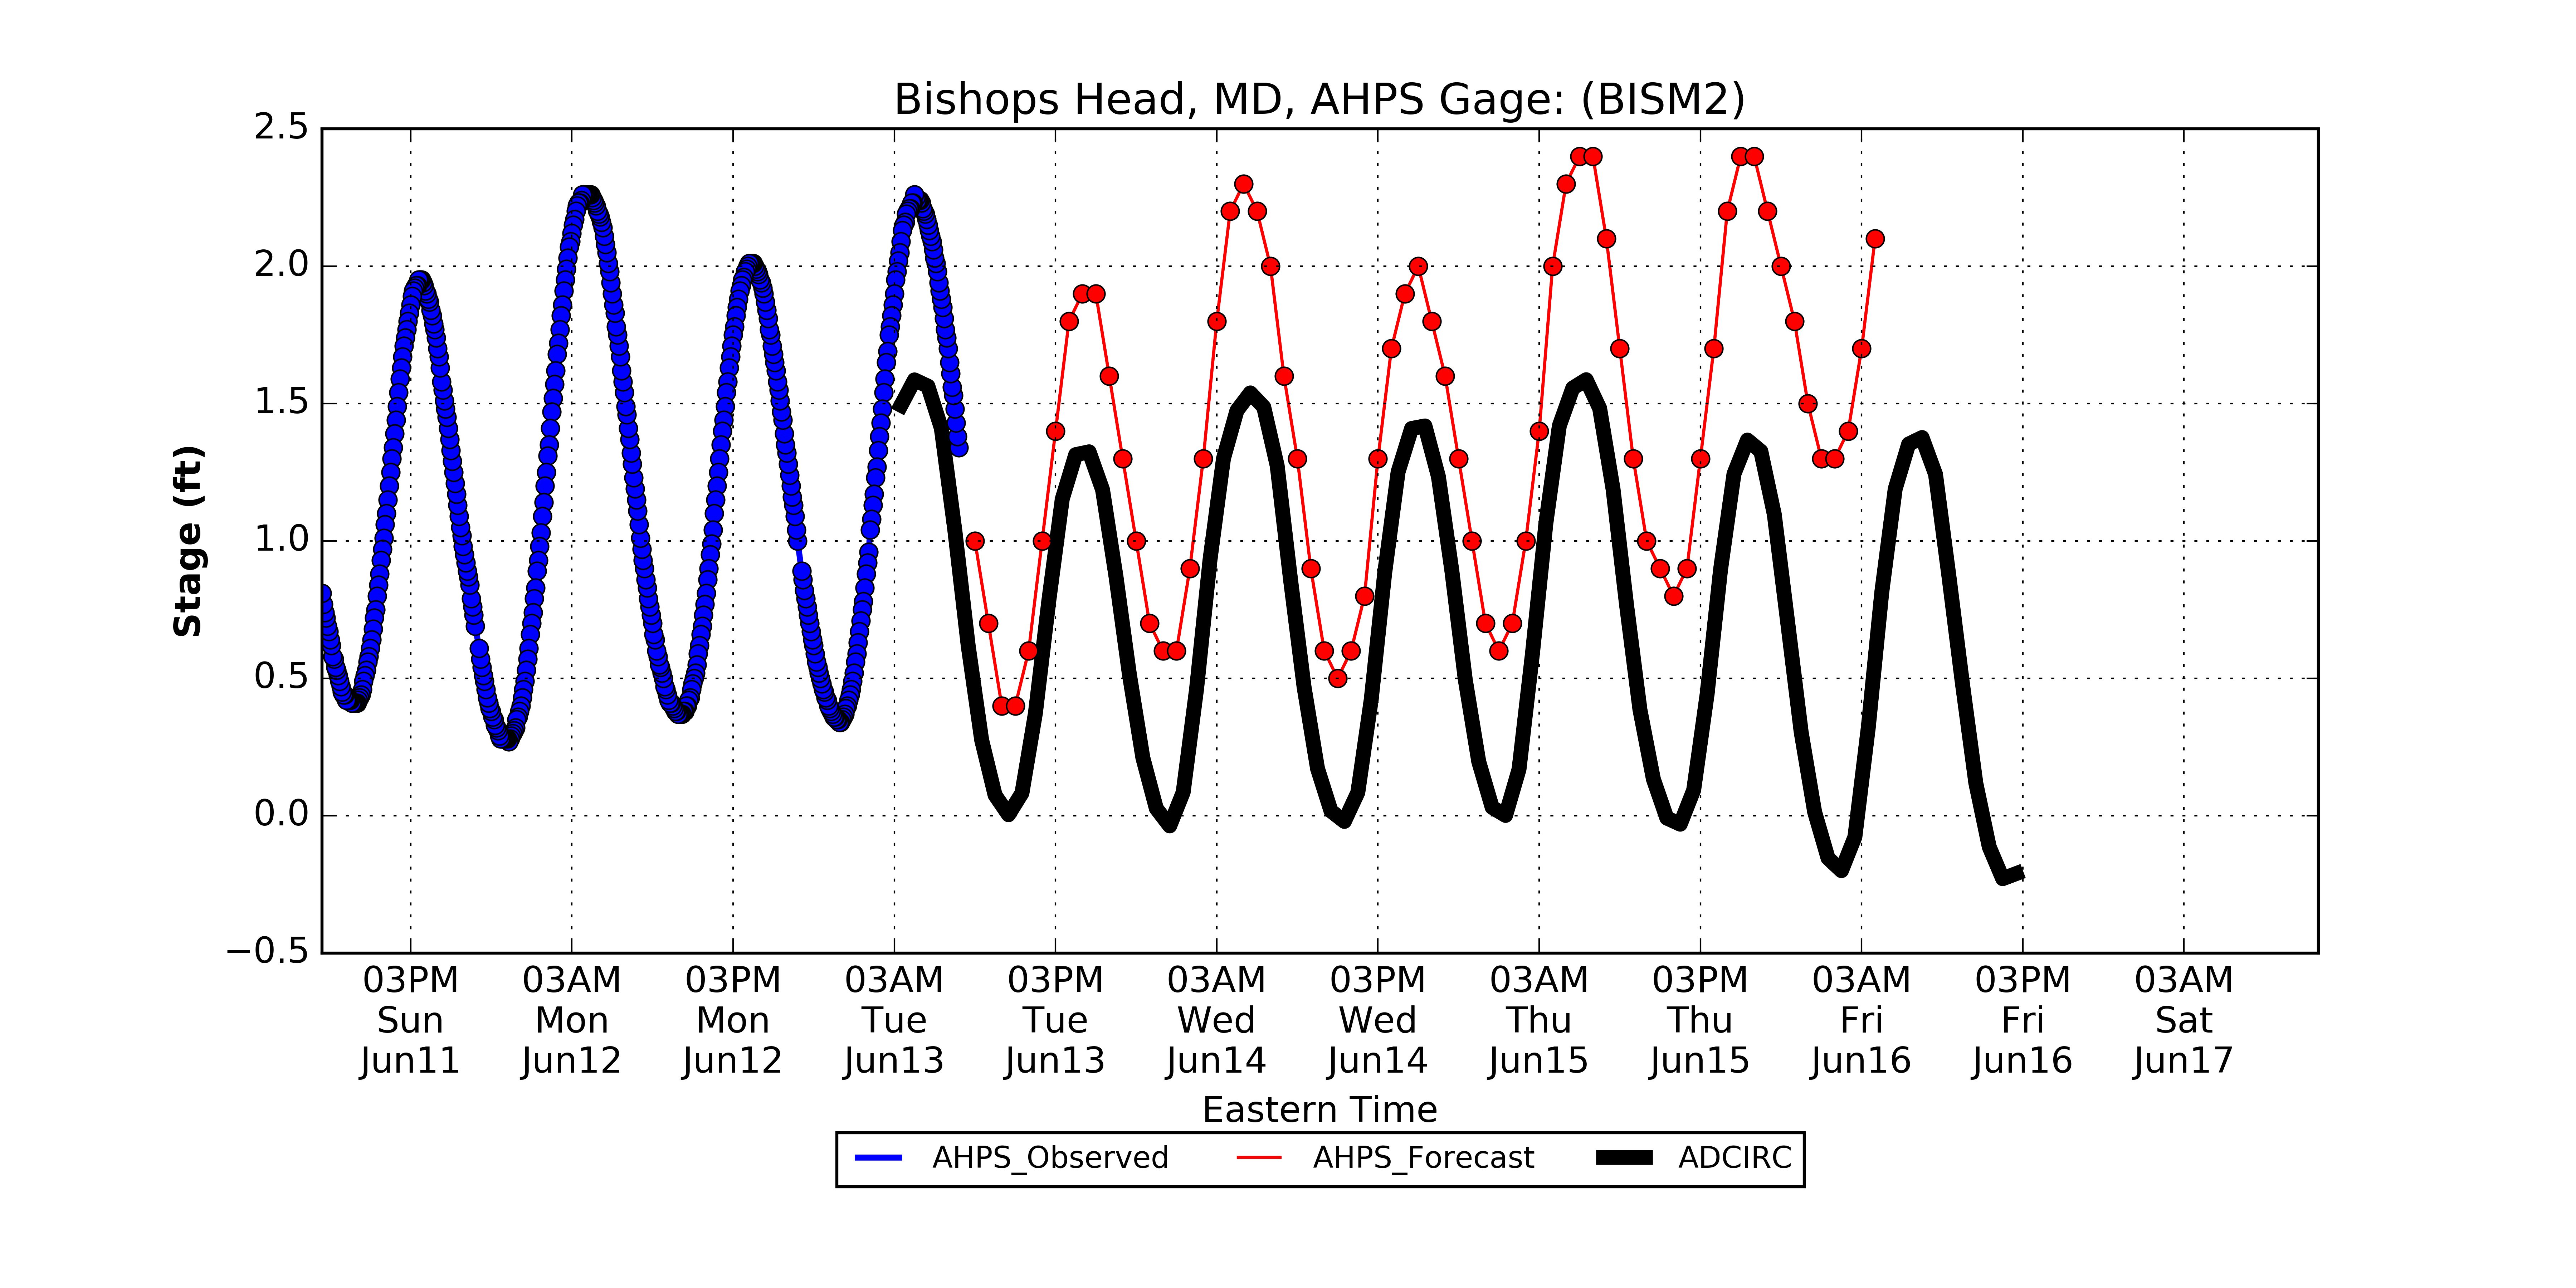 Bishops Head, MD, AHPS Gage: (BISM2)
2.5
2.0
1.5
1.0
0.5
0.0
−0.5
Stage (ft)
03PM 03AM 03PM 03AM 03PM 03AM 03PM 03AM 03PM 03AM 03PM 03AM
Sun Mon Mon Tue Tue Wed Wed Thu Thu Fri Fri Sat
Jun11 Jun12 Jun12 Jun13 Jun13 Jun14 Jun14 Jun15 Jun15 Jun16 Jun16 Jun17
Eastern Time
AHPS_Observed AHPS_Forecast ADCIRC